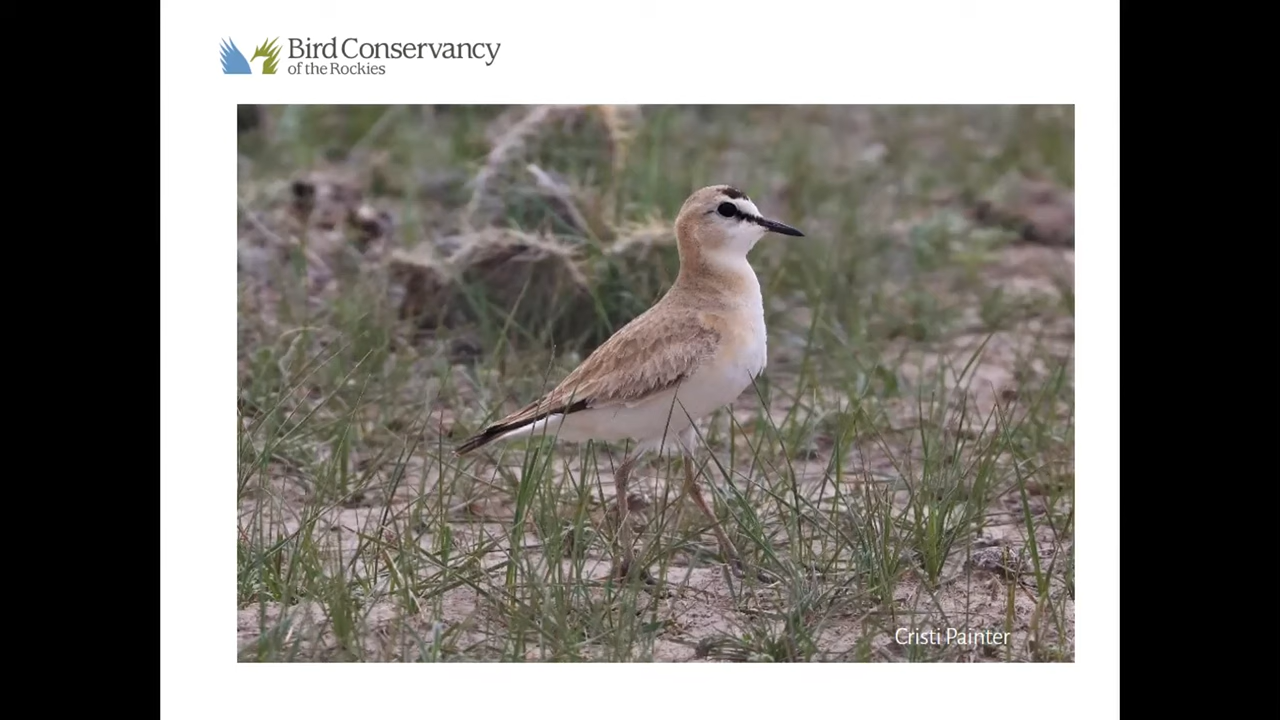 Bird Conservancy
of the Rockies
Cristi Painter